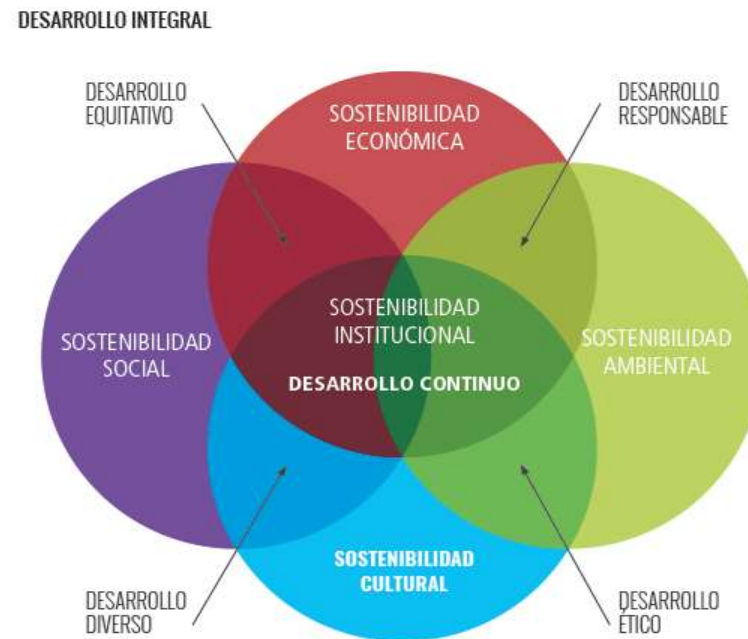 DESARROLLO INTEGRAL
DESARROLLO
EQUITATIVO
SOSTENIBILIDAD
ECONÓMICA
DESARROLLO
RESPONSABLE
SOSTENIBILIDAD
SOCIAL
SOSTENIBILIDAD
INSTITUCIONAL
DESARROLLO CONTINUO
SOSTENIBILIDAD
AMBIENTAL
SOSTENIBILIDAD
CULTURAL
DESARROLLO
DIVERSO
DESARROLLO
ÉTICO